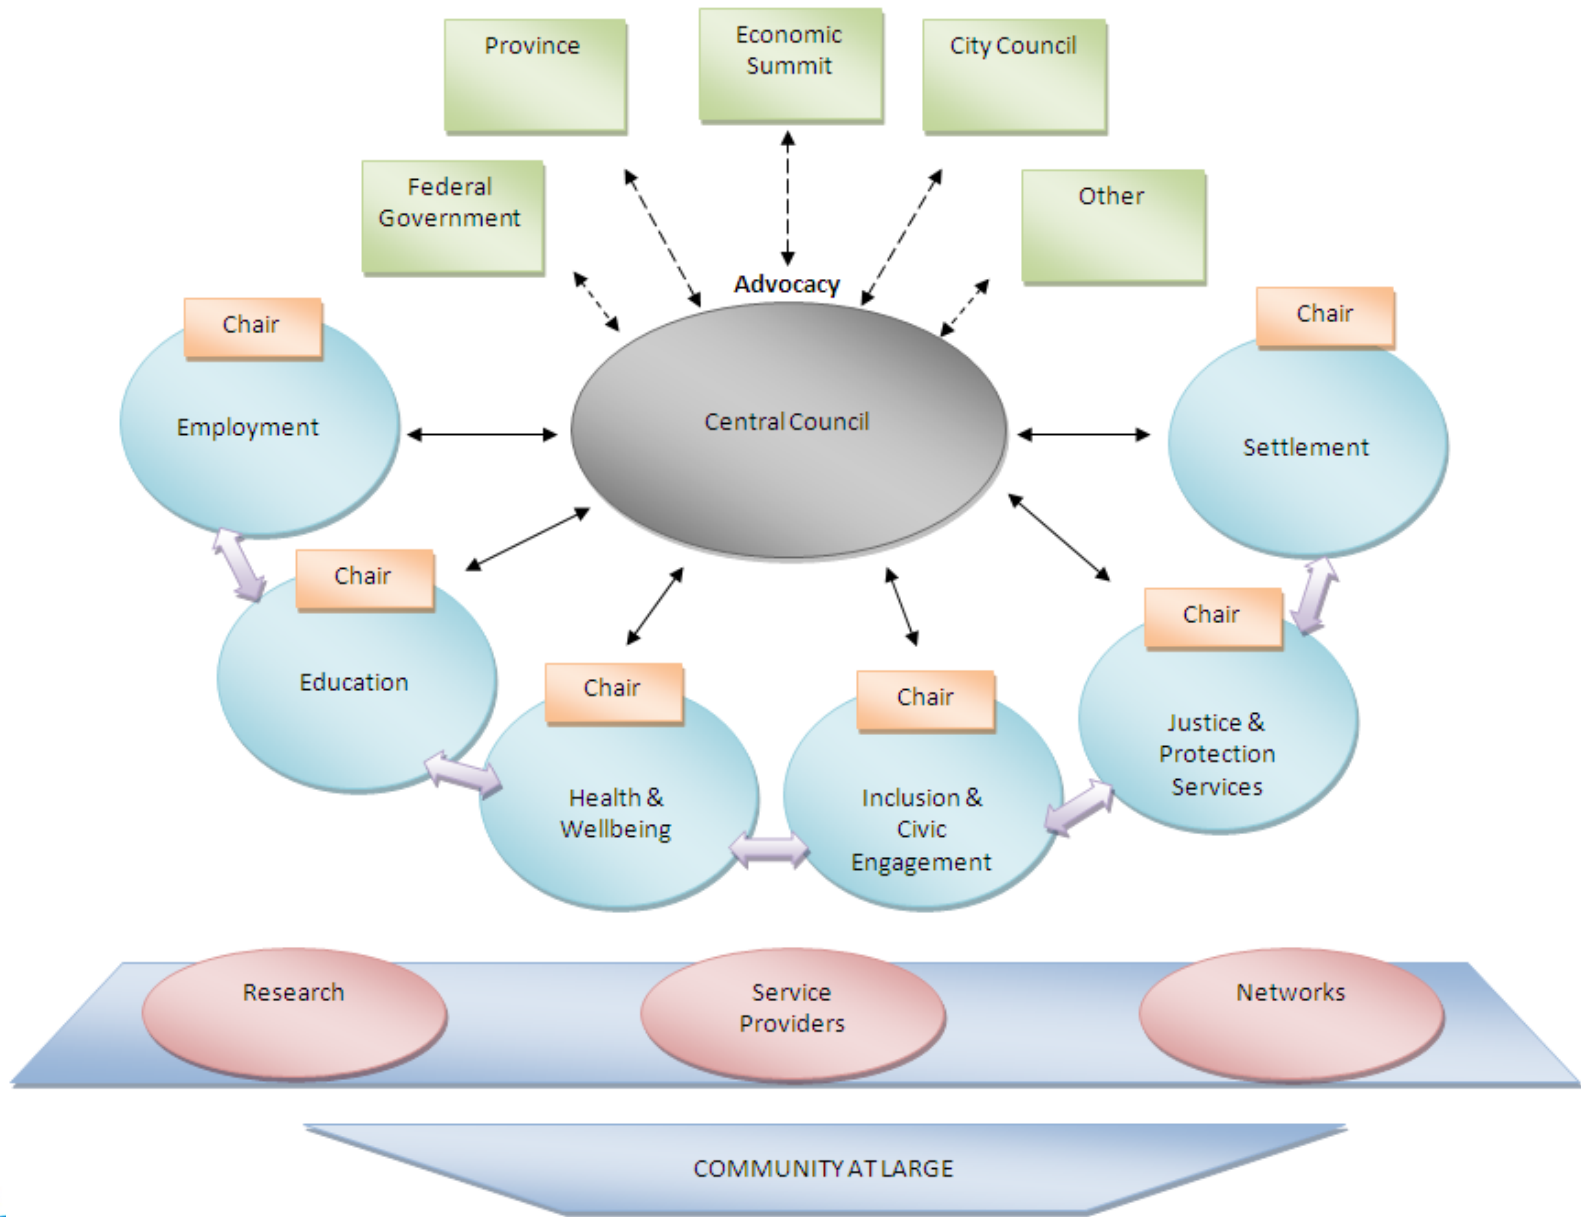 Province
Economic
Summit
City Council
Federal
Government
Other
Advocacy
Chair
Chair
Employment
Central Council
Settlement
Chair
Education
Chair
Justice &
Protection
Services
Chair
Health &
Wellbeing
Chair
Inclusion &
Civic
Engagement
Research
Service
Providers
Networks
COMMUNITY AT LARGE